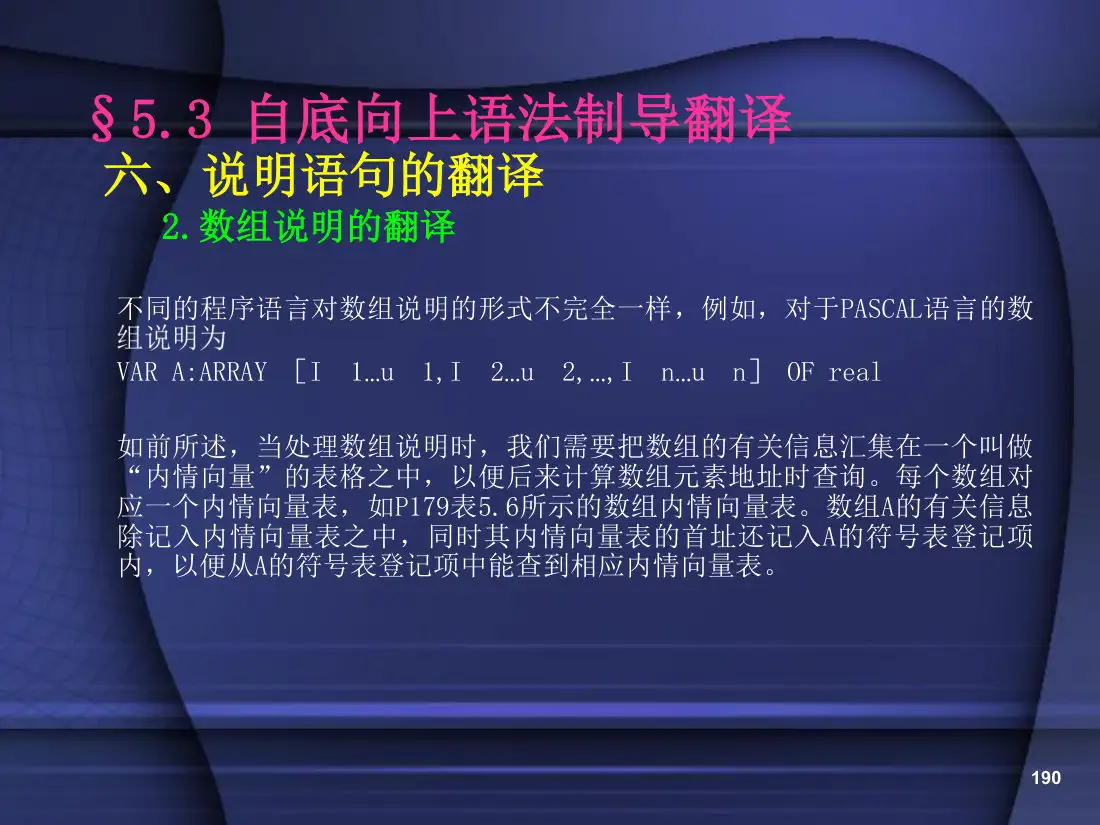 §5.3 自底向上语法制导翻译
六、说明语句的翻译
2.数组说明的翻译
不同的程序语言对数组说明的形式不完全一样，例如，对于PASCAL语言的数
组说明为
VAR A:ARRAY ［I 1…u 1,I 2…u 2,…,I n…u n］ OF real
如前所述，当处理数组说明时，我们需要把数组的有关信息汇集在一个叫做
“内情向量”的表格之中，以便后来计算数组元素地址时查询。每个数组对
应一个内情向量表，如P179表5.6所示的数组内情向量表。数组A的有关信息
除记入内情向量表之中，同时其内情向量表的首址还记入A的符号表登记项
内，以便从A的符号表登记项中能查到相应内情向量表。
190